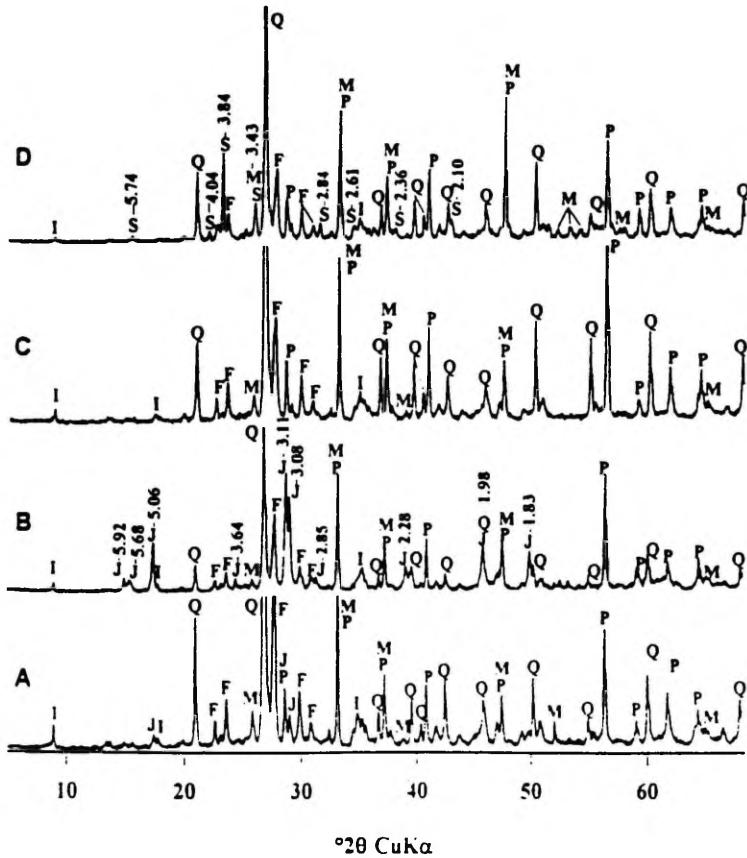 Q
M
P
M
P
D
Q
S
3.84
S
F
M
S
3.43
F
P
F
S
2.84
S
2.61
I
Q
M
P
S
2.36
Q
P
Q
S
2.10
Q
Q
M
Q
P
M
P
Q
P
P
M
Q
I
S
5.74
S
4.04
C
I
I
Q
F
F
M
F
P
F
F
M
P
I
Q
M
P
M
Q
P
Q
Q
M
P
Q
Q
P
P
Q
P
P
M
Q
B
I
J
5.92
J
5.68
J
5.06
I
Q
F
F
3.64
M
Q
F
J
3.11
J
3.08
F
F
2.85
M
P
I
Q
M
P
J
2.28
Q
P
Q
1.98
Q
J
M
P
J
1.83
Q
Q
P
P
Q
P
P
M
Q
A
I
J
I
Q
F
F
M
Q
F
J
P
J
F
F
M
P
I
Q
M
P
M
Q
Q
P
Q
Q
M
P
Q
M
Q
P
P
Q
P
P
M
Q
10 20 30 40 50 60
°2θ CuKα